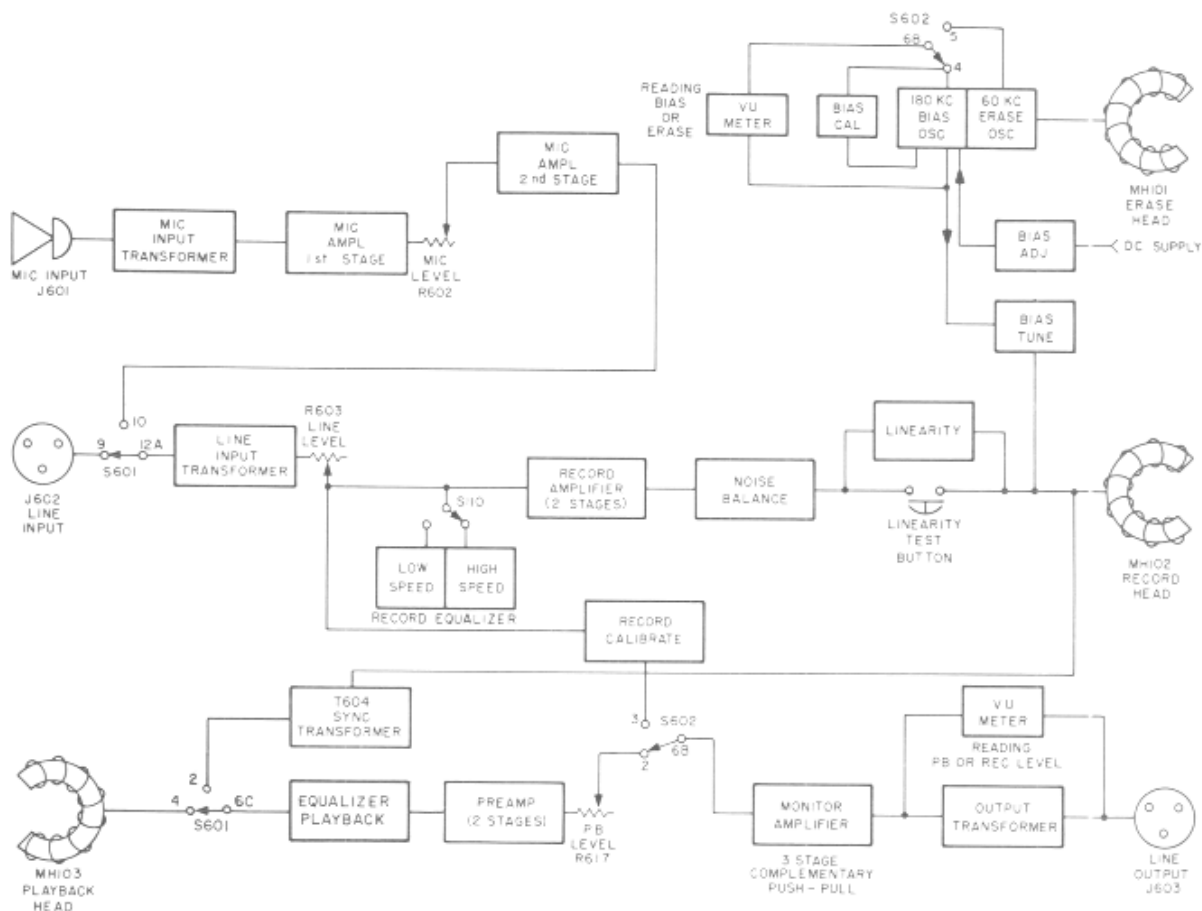 S602
5
6B
4
READING
BIAS
OR
ERASE
VU
METER
BIAS
CAL
180 KC
BIAS
OSC
60 KC
ERASE
OSC
MH101
ERASE
HEAD
MIC
AMPL
2nd STAGE
MIC
INPUT
TRANSFORMER
MIC
AMPL
1st STAGE
MIC
LEVEL
R602
MIC INPUT
J601
BIAS
ADJ
DC SUPPLY
BIAS
TUNE
10
9
12A
S601
J602
LINE
INPUT
LINE
INPUT
TRANSFORMER
R603
LINE
LEVEL
S110
LOW
SPEED
HIGH
SPEED
RECORD EQUALIZER
RECORD
AMPLIFIER
(2 STAGES)
NOISE
BALANCE
LINEARITY
LINEARITY
TEST
BUTTON
MH102
RECORD
HEAD
RECORD
CALIBRATE
T604
SYNC
TRANSFORMER
3
S602
6B
2
VU
METER
READING
PB OR REC LEVEL
2
4
6C
S601
MH103
PLAYBACK
HEAD
EQUALIZER
PLAYBACK
PREAMP
(2 STAGES)
PB
LEVEL
R617
MONITOR
AMPLIFIER
3 STAGE
COMPLEMENTARY
PUSH-PULL
OUTPUT
TRANSFORMER
LINE
OUTPUT
J603